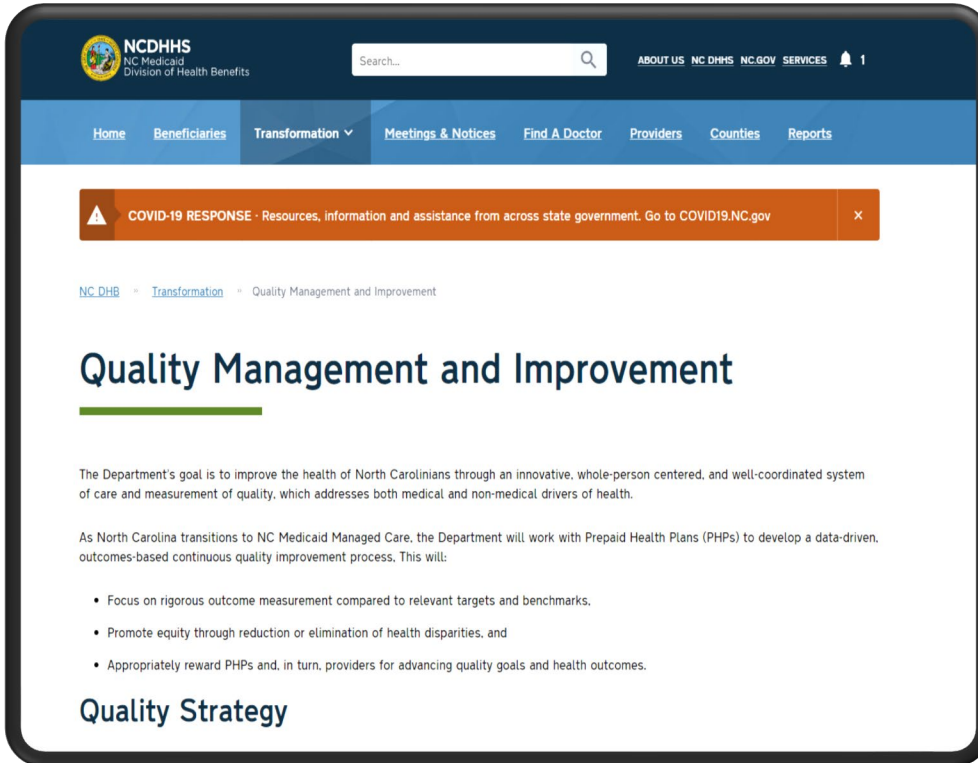 NCDHHS
NC Medicaid
Division of Health Benefits
Search...
ABOUT US NC DHHS NC.GOV SERVICES 1
Home Beneficiaries Transformation Meetings & Notices Find A Doctor Providers Counties Reports
COVID-19 RESPONSE · Resources, information and assistance from across state government. Go to COVID19.NC.gov ×
NC DHB » Transformation » Quality Management and Improvement
Quality Management and Improvement
The Department's goal is to improve the health of North Carolinians through an innovative, whole-person centered, and well-coordinated system
of care and measurement of quality, which addresses both medical and non-medical drivers of health.
As North Carolina transitions to NC Medicaid Managed Care, the Department will work with Prepaid Health Plans (PHPs) to develop a data-driven,
outcomes-based continuous quality improvement process, This will:
• Focus on rigorous outcome measurement compared to relevant targets and benchmarks,
• Promote equity through reduction or elimination of health disparities, and
• Appropriately reward PHPs and, in turn, providers for advancing quality goals and health outcomes.
Quality Strategy